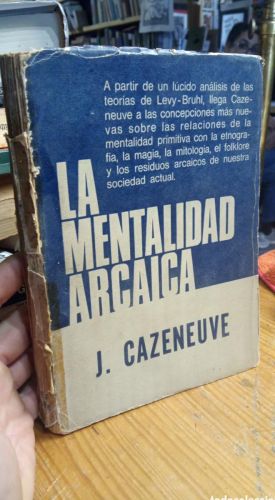 A partir de un lúcido análisis de las
teorías de Levy-Bruhl, llega Caze-
neuve a las concepciones más nue-
vas sobre las relaciones de la
mentalidad primitiva con la etnogra-
fía, la magia, la mitología, el folklore
y los residuos arcaicos de nuestra
sociedad actual.
LA
MENTALIDAD
ARCAICA
J. CAZENEUVE